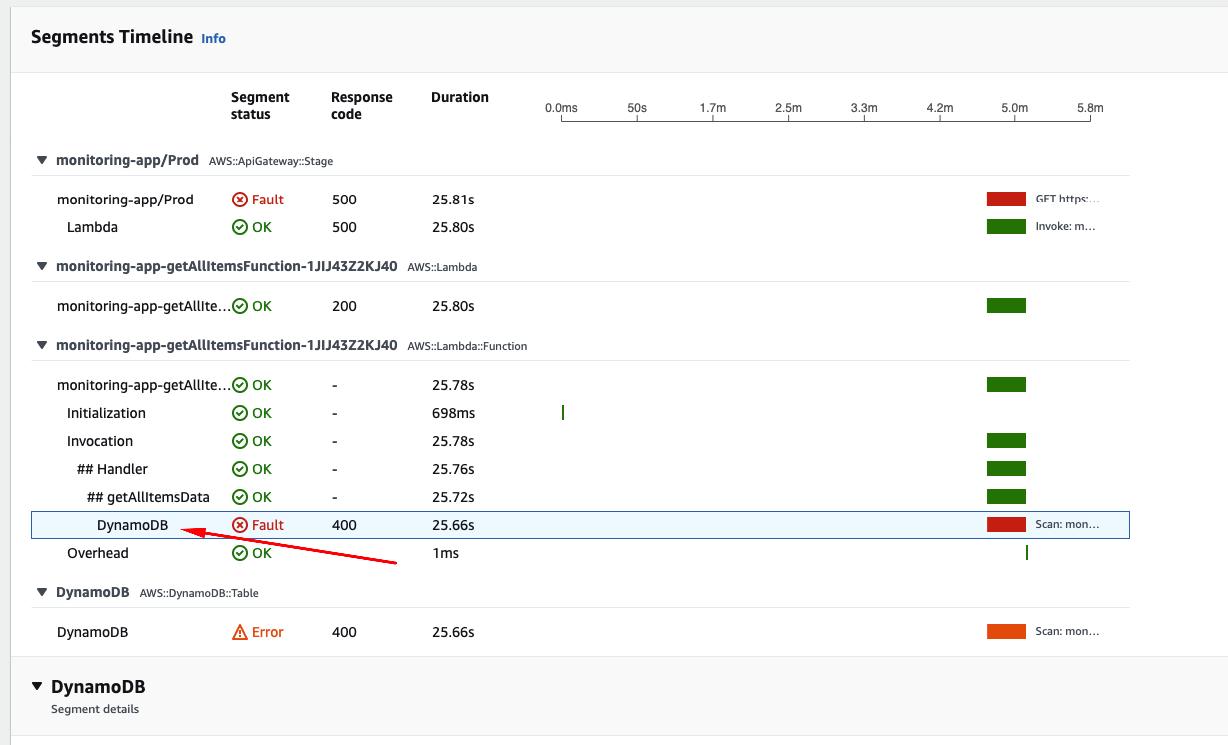 Segments Timeline Info
Segment status Response code Duration
0.0ms 50s 1.7m 2.5m 3.3m 4.2m 5.0m 5.8m
monitoring-app/Prod AWS::ApiGateway::Stage
monitoring-app/Prod Fault 500 25.81s GET https:...
Lambda OK 500 25.80s Invoke: m...
monitoring-app-getAllItemsFunction-1JIJ43Z2KJ40 AWS::Lambda
monitoring-app-getAllIte... OK 200 25.80s
monitoring-app-getAllItemsFunction-1JIJ43Z2KJ40 AWS::Lambda::Function
monitoring-app-getAllIte... OK - 25.78s
Initialization OK - 698ms
Invocation OK - 25.78s
## Handler OK - 25.76s
## getAllItemsData OK - 25.72s
DynamoDB Fault 400 25.66s Scan: mon...
Overhead OK 1ms
DynamoDB AWS::DynamoDB::Table
DynamoDB Error 400 25.66s Scan: mon...
DynamoDB
Segment details